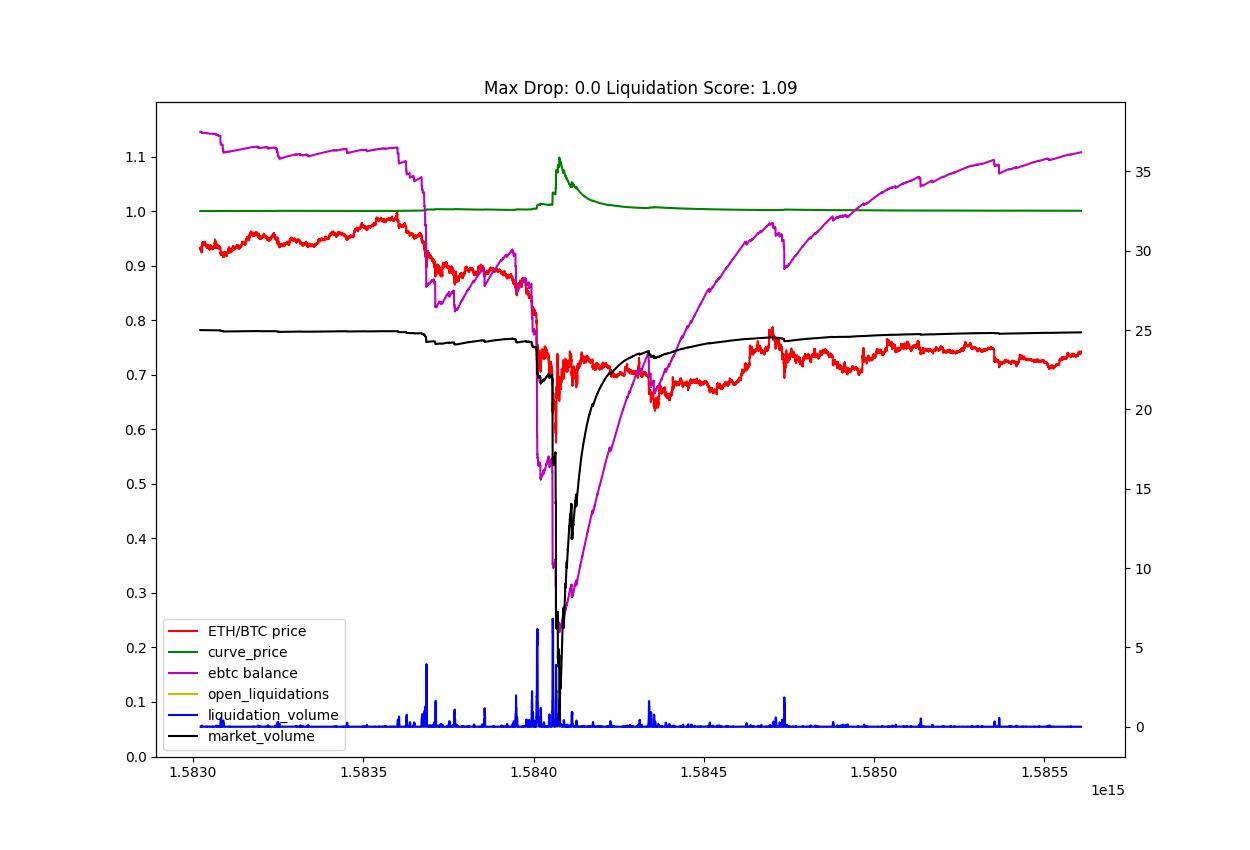 Max Drop: 0.0 Liquidation Score: 1.09
1.1
1.0
0.9
0.8
0.7
0.6
0.5
0.4
0.3
0.2
0.1
0.0
35
30
25
20
15
10
5
0
ETH/BTC price
curve_price
ebtc balance
open_liquidations
liquidation_volume
market_volume
1.5830 1.5835 1.5840 1.5845 1.5850 1.5855
1e15